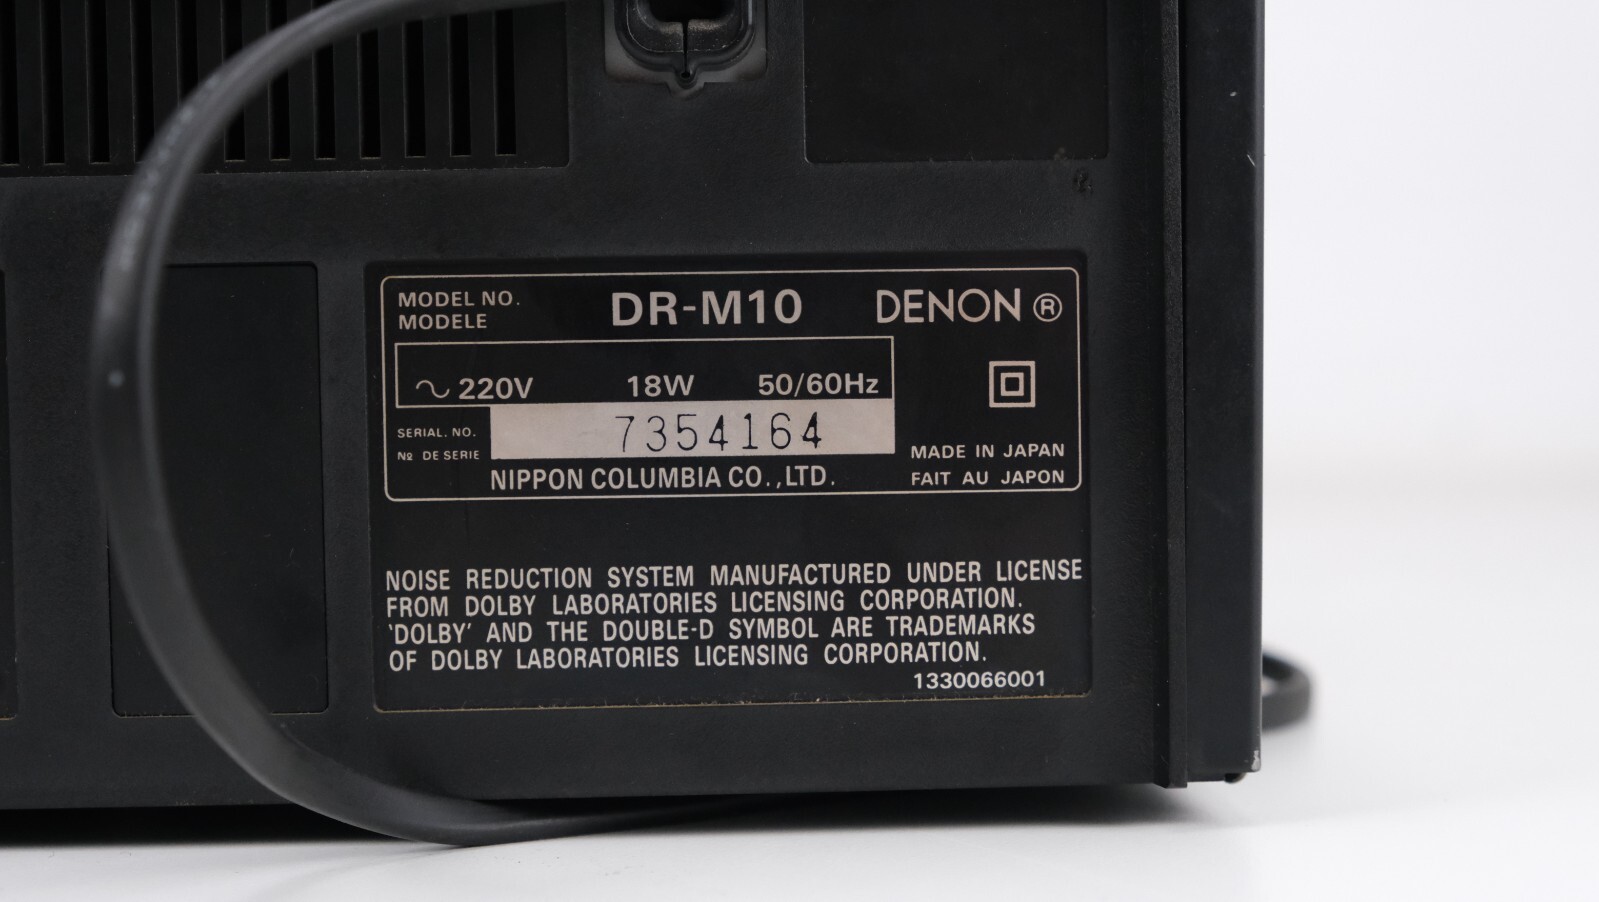 MODEL NO.
MODELE
DR-M10
DENON ®
~ 220V 18W 50/60Hz
SERIAL. NO.
Nº DE SERIE
7354164
NIPPON COLUMBIA CO.,LTD.
MADE IN JAPAN
FAIT AU JAPON
NOISE REDUCTION SYSTEM MANUFACTURED UNDER LICENSE
FROM DOLBY LABORATORIES LICENSING CORPORATION.
'DOLBY' AND THE DOUBLE-D SYMBOL ARE TRADEMARKS
OF DOLBY LABORATORIES LICENSING CORPORATION.
1330066001